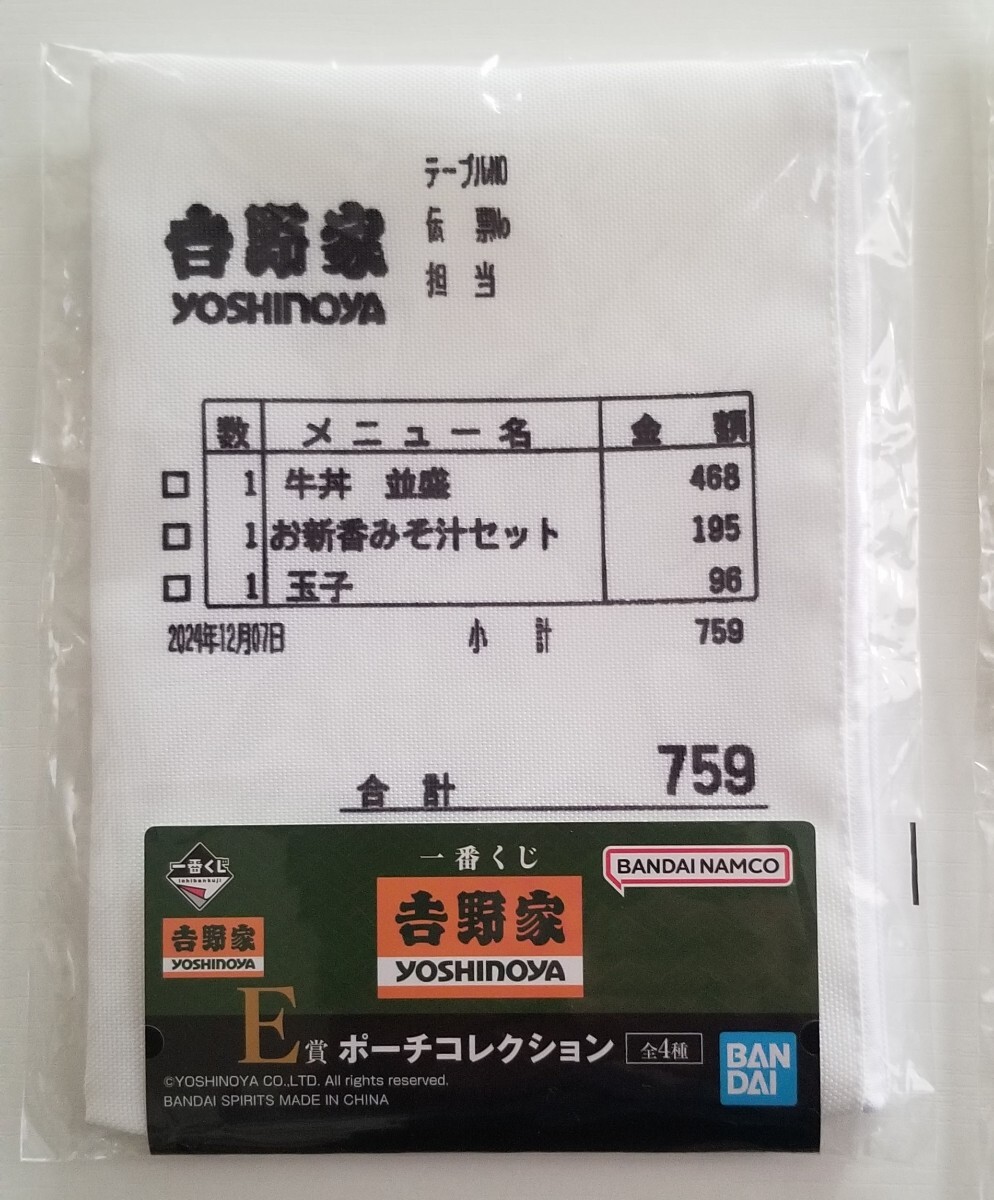 テーブルNO
伝 票No
担 当
吉野家
YOSHINOYA
数 メニュー名 金 額
□ 1 牛丼 並盛 468
□ 1 お新香みそ汁セット 195
□ 1 玉子 96
2024年12月07日 小 計 759
合 計 759
一番くじ
ichibankuji
吉野家
YOSHINOYA
一番くじ
吉野家
YOSHINOYA
BANDAI NAMCO
E賞 ポーチコレクション 全4種
BAN
DAI
©YOSHINOYA CO.,LTD. All rights reserved.
BANDAI SPIRITS MADE IN CHINA